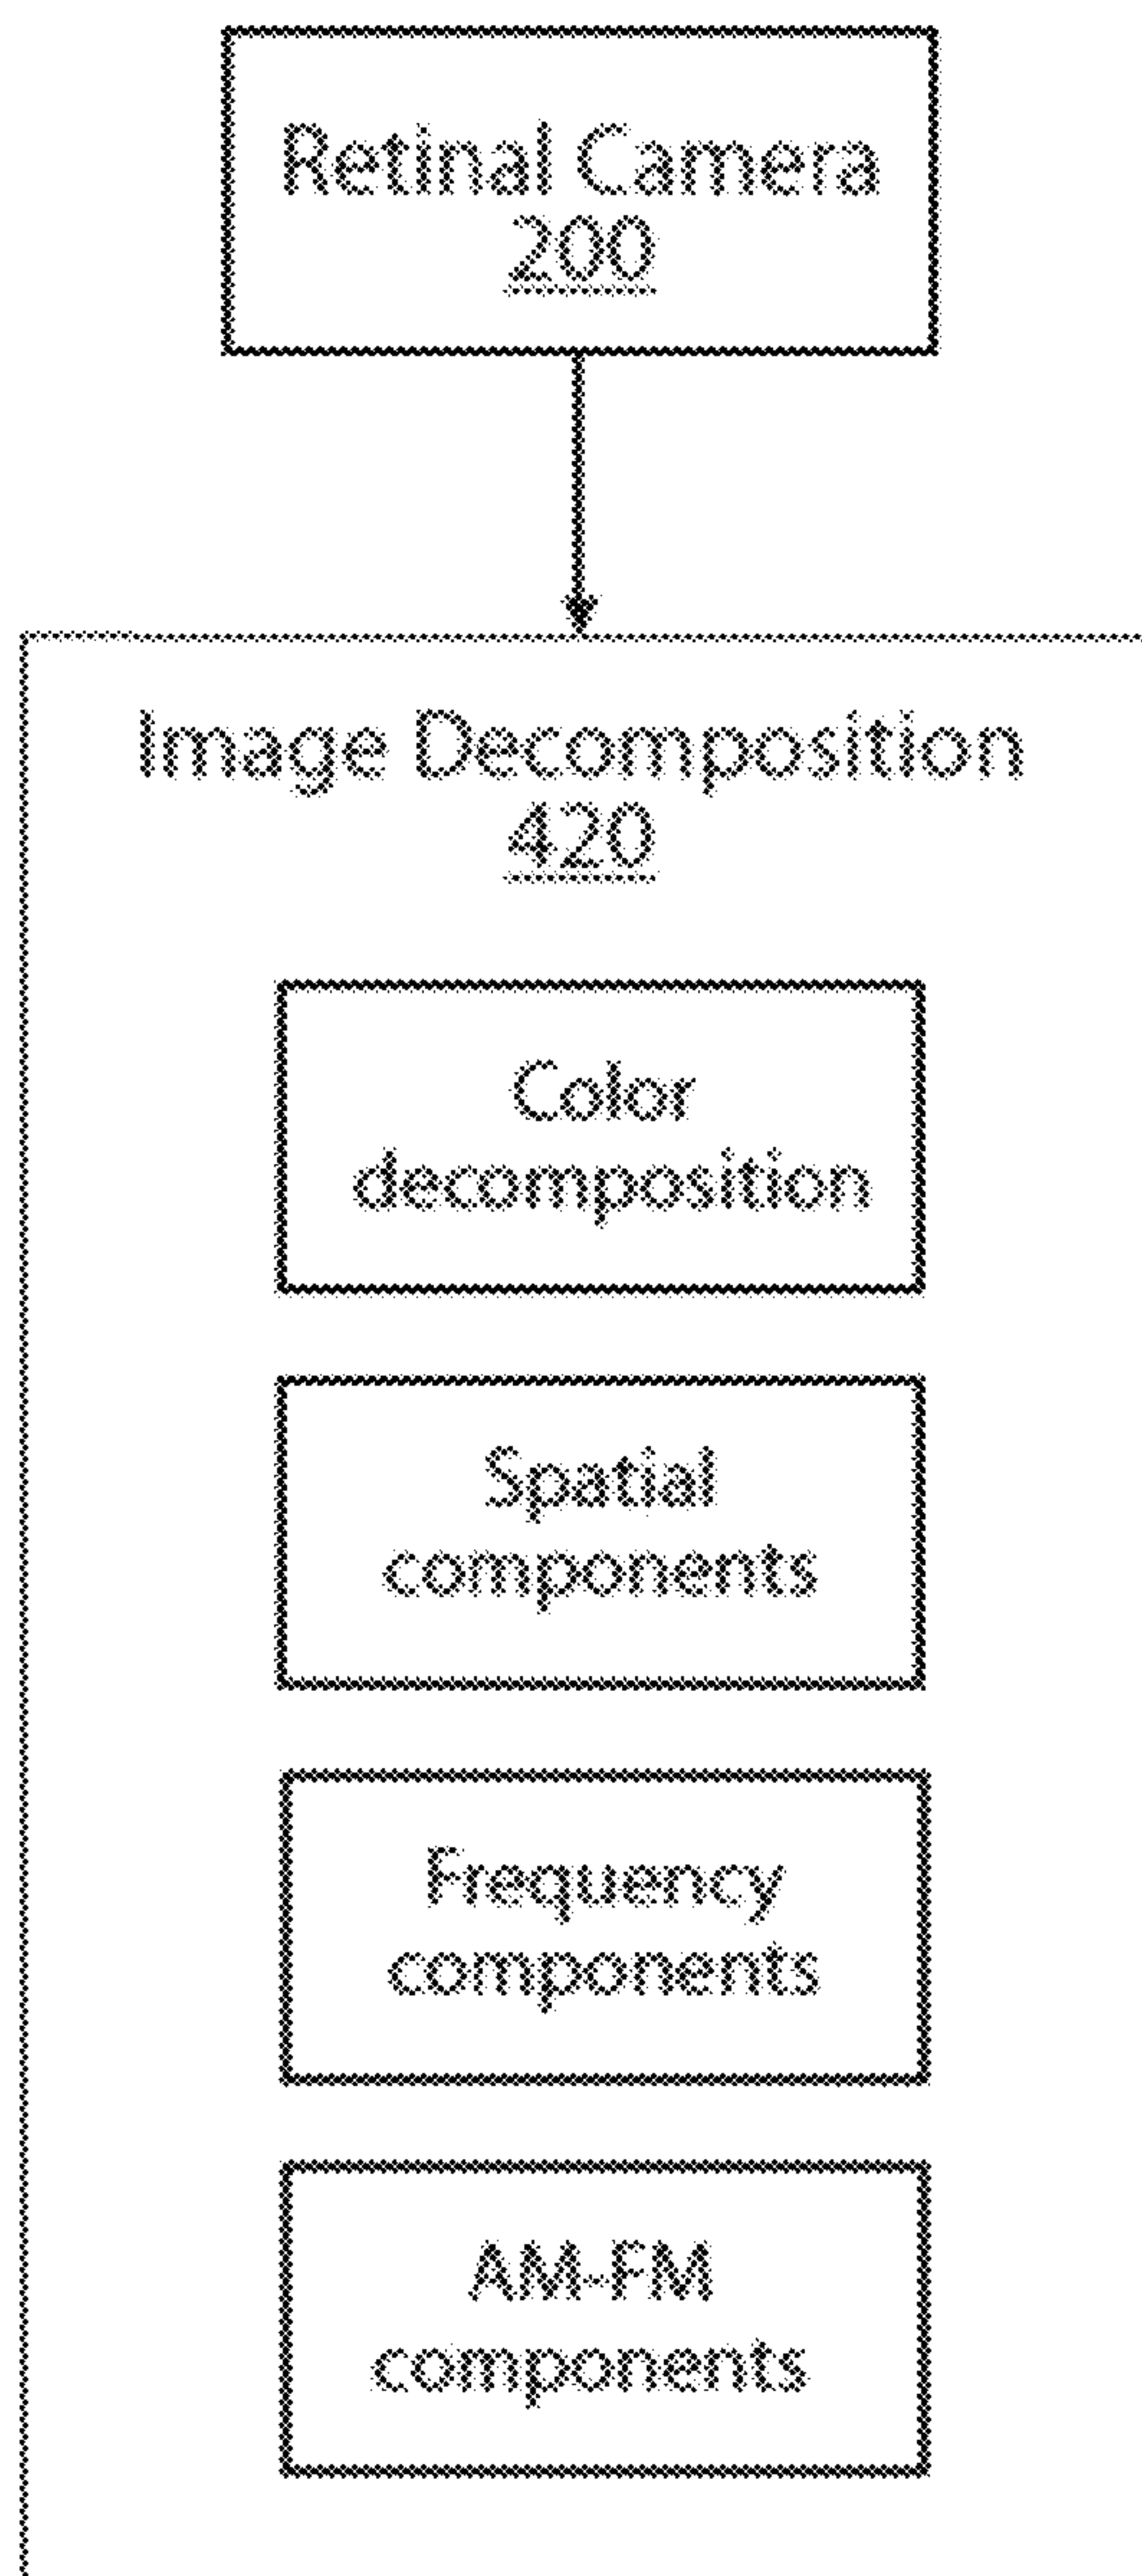 Retinal Camera
200
Image Decomposition
420
Color
decomposition
Spatial
components
Frequency
components
AM-FM
components